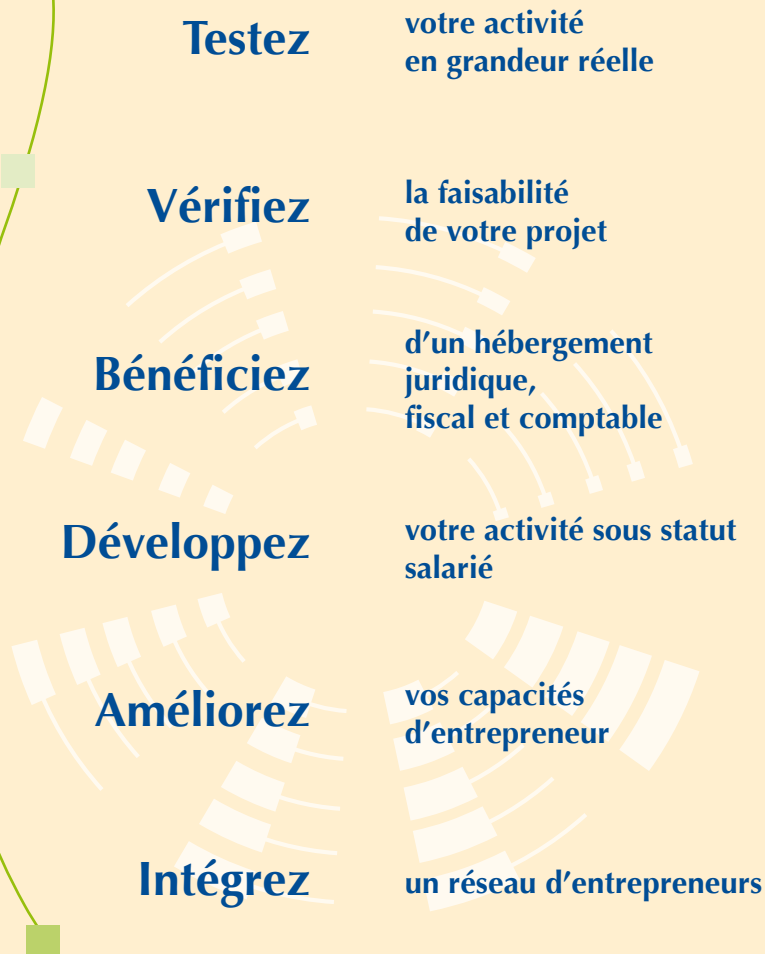 Testez
votre activité
en grandeur réelle
Vérifiez
la faisabilité
de votre projet
Bénéficiez
d’un hébergement
juridique,
fiscal et comptable
Développez
votre activité sous statut
salarié
Améliorez
vos capacités
d’entrepreneur
Intégrez
un réseau d’entrepreneurs